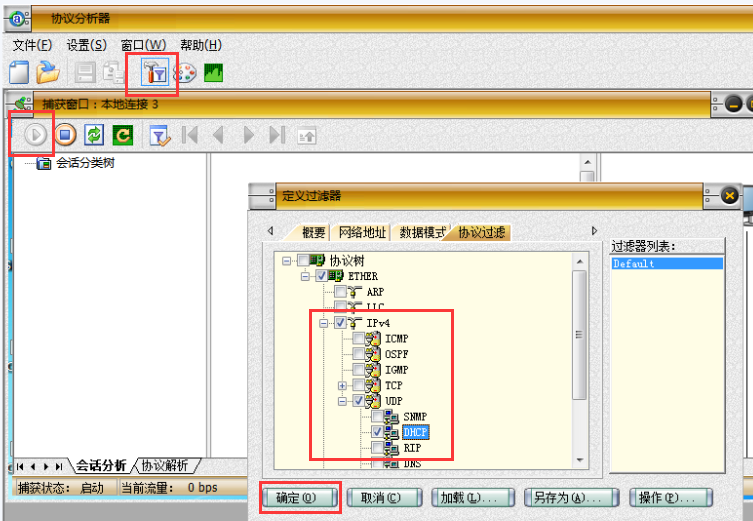 协议分析器
文件(F) 设置(S) 窗口(W) 帮助(H)
捕获窗口：本地连接 3
会话分类树
定义过滤器
概要 网络地址 数据模式 协议过滤
过滤器列表：
Default
协议树
ETHER
ARP
LLC
IPv4
ICMP
OSPF
IGMP
TCP
UDP
SNMP
DHCP
RIP
DNS
会话分析 协议解析
捕获状态： 启动 当前流量： 0 bps
确定(O) 取消(C) 加载(L)... 另存为(A)... 操作(P)...